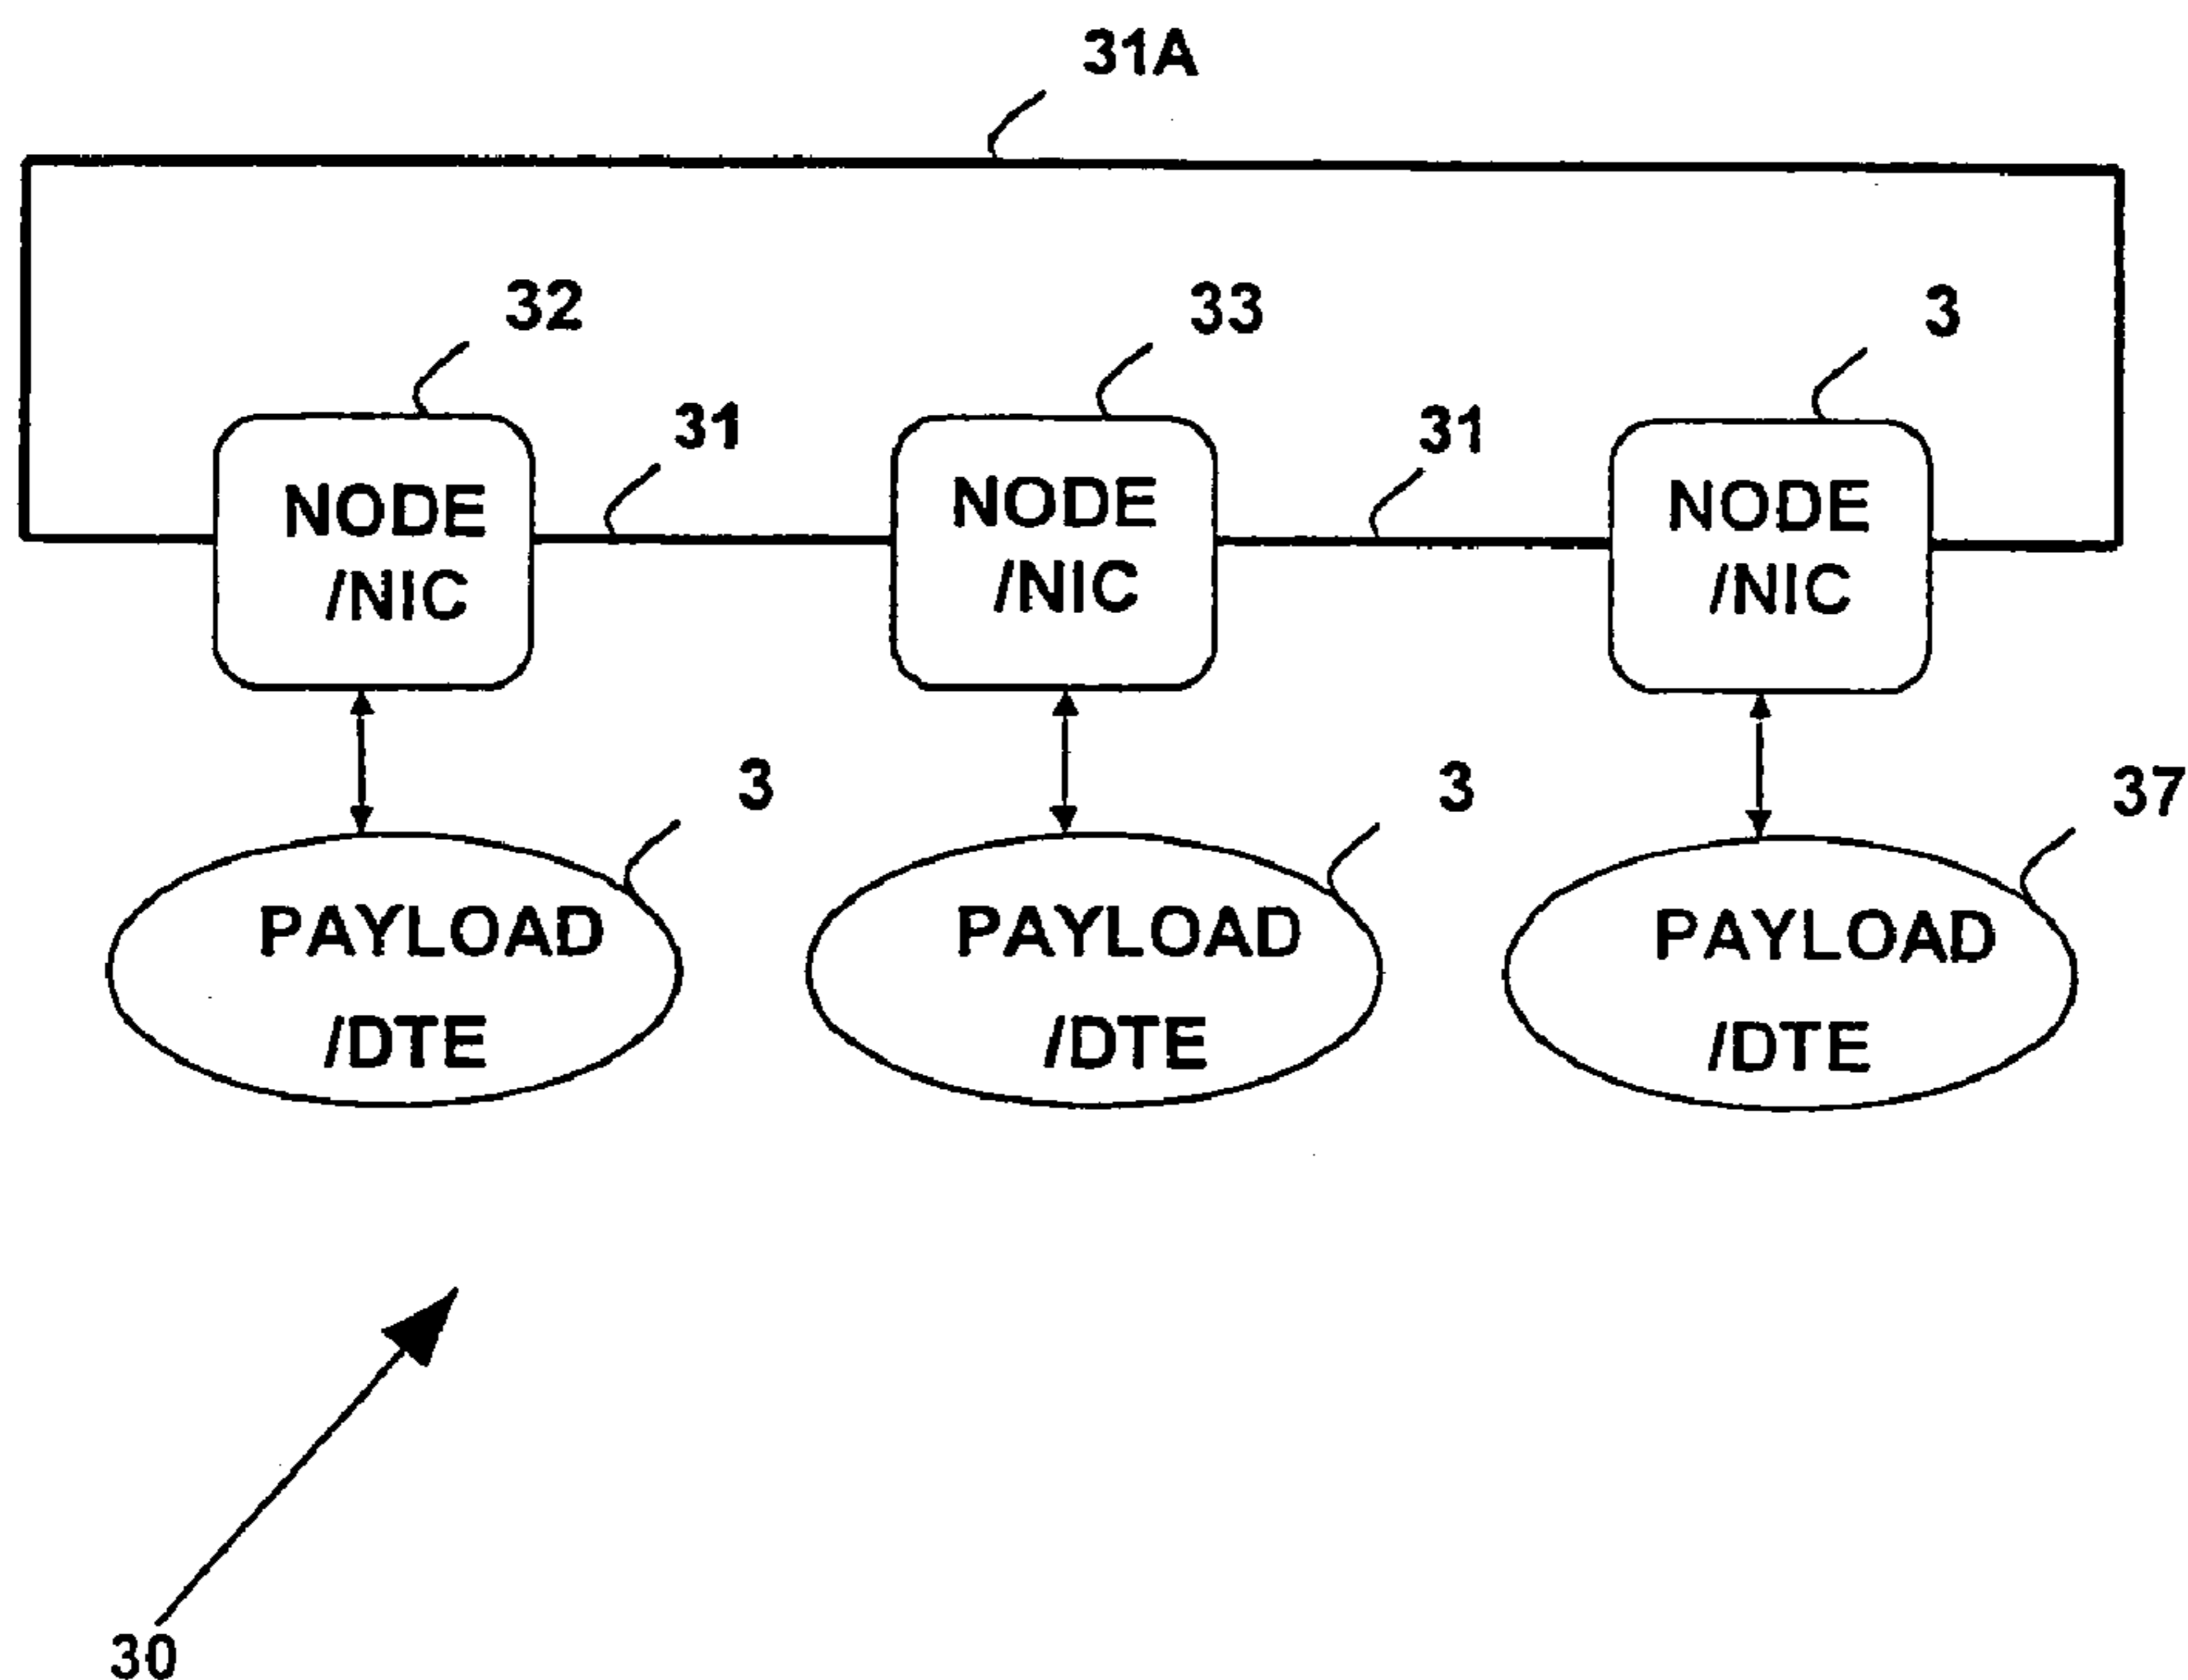 31A
32
33
3
31
31
NODE
/NIC
NODE
/NIC
NODE
/NIC
3
3
37
PAYLOAD
/DTE
PAYLOAD
/DTE
PAYLOAD
/DTE
30